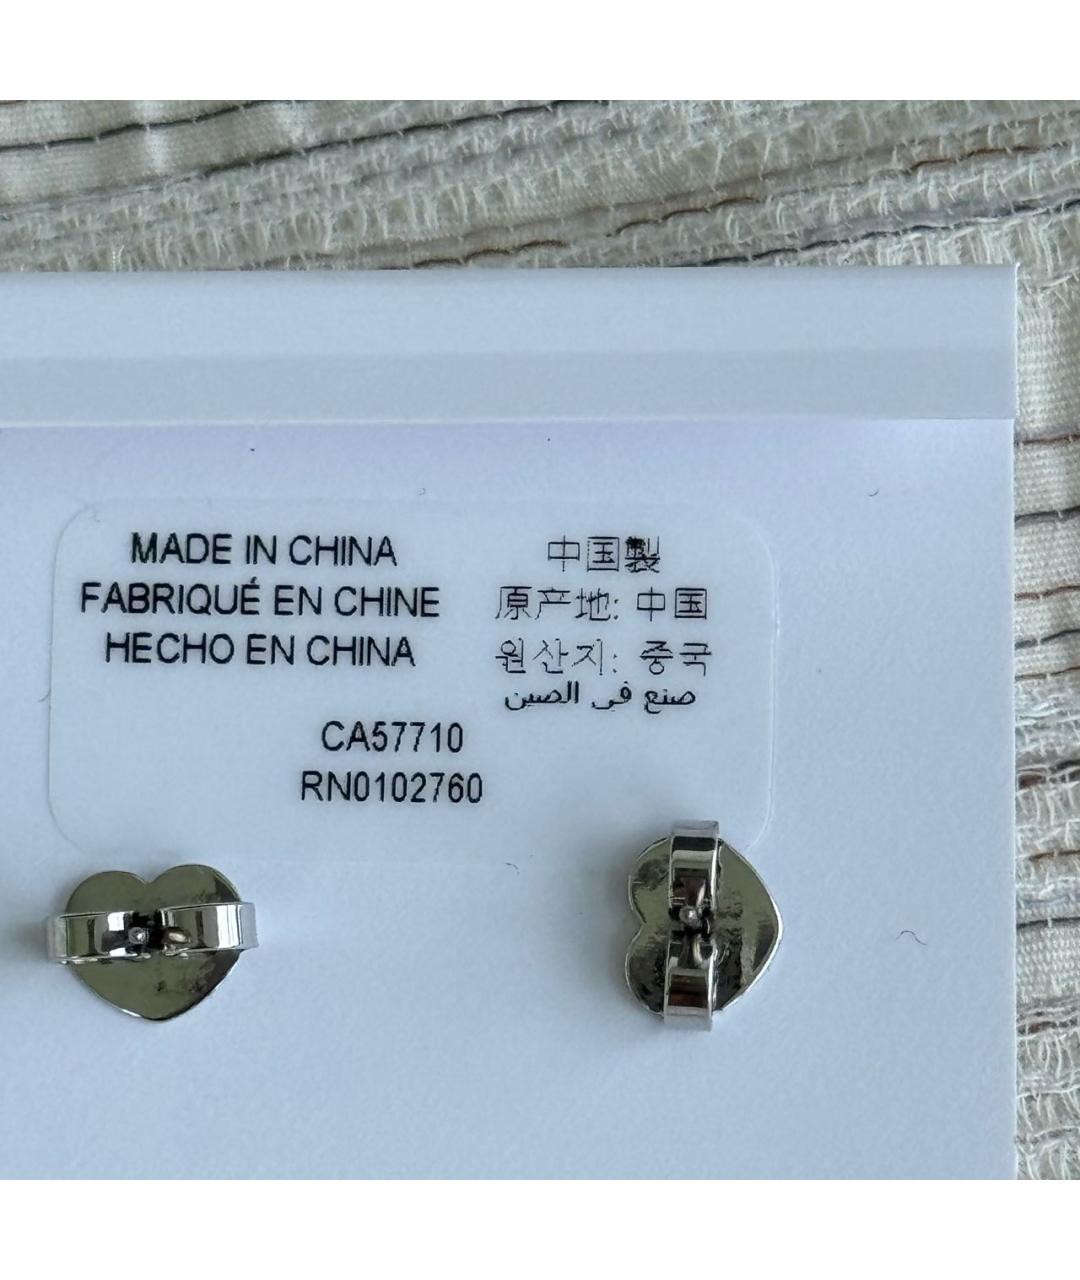 MADE IN CHINA
FABRIQUÉ EN CHINE
HECHO EN CHINA
中国製
原产地: 中国
원산지: 중국
صنع في الصين
CA57710
RN0102760